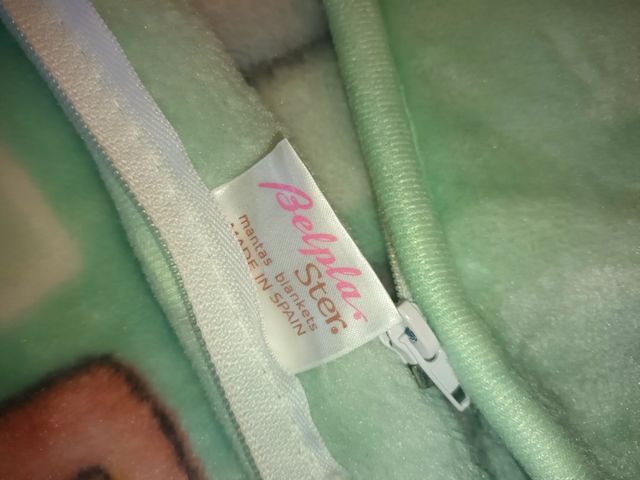 Belpla
Ster.
mantas blankets
MADE IN SPAIN